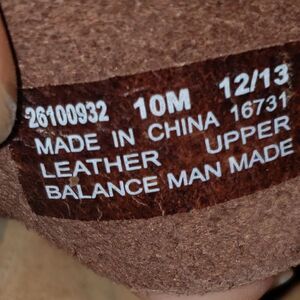 26100932 10M 12/13
MADE IN CHINA 16731
LEATHER UPPER
BALANCE MAN MADE